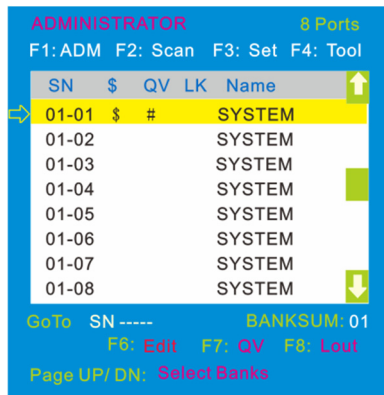 ADMINISTRATOR 8 Ports
F1: ADM F2: Scan F3: Set F4: Tool
SN $ QV LK Name
01-01 $ # SYSTEM
01-02 SYSTEM
01-03 SYSTEM
01-04 SYSTEM
01-05 SYSTEM
01-06 SYSTEM
01-07 SYSTEM
01-08 SYSTEM
GoTo SN ----- BANKSUM: 01
F6: Edit F7: QV F8: Lout
Page UP/ DN: Select Banks